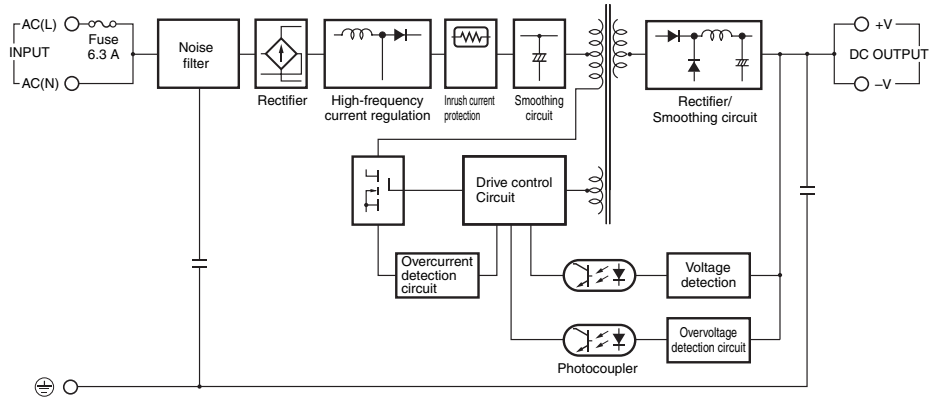 AC(L)
Fuse
6.3 A
INPUT
AC(N)
Noise
filter
Rectifier
High-frequency
current regulation
Inrush current
protection
Smoothing
circuit
Rectifier/
Smoothing circuit
+V
DC OUTPUT
–V
Drive control
Circuit
Overcurrent
detection
circuit
Voltage
detection
Overvoltage
detection circuit
Photocoupler